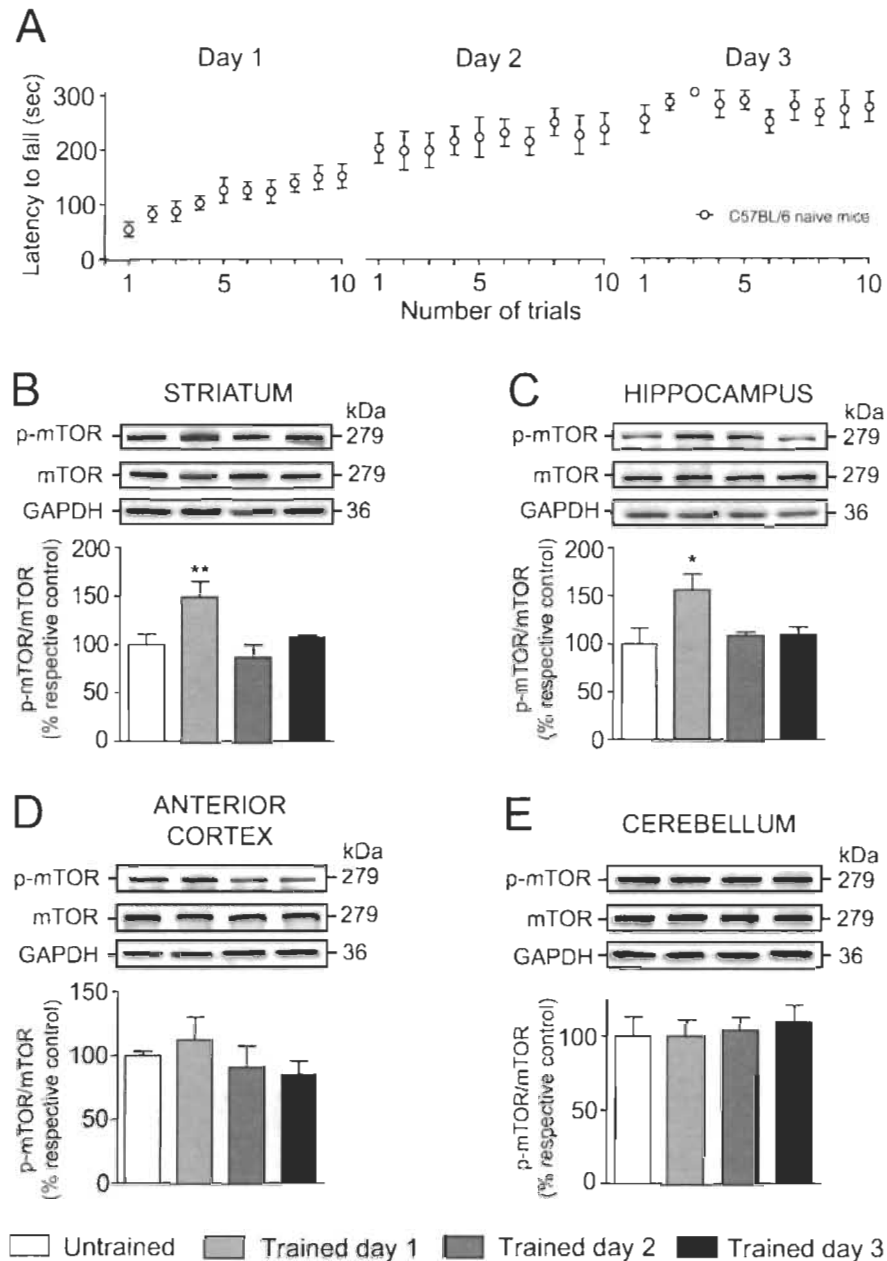 A
Day 1 Day 2 Day 3
Latency to fall (sec)
300
200
100
0
C57BL/6 naive mice
1 5 10 1 5 10 1 5 10
Number of trials
B STRIATUM
kDa
p-mTOR 279
mTOR 279
GAPDH 36
p-mTOR/mTOR
(% respective control)
200
150
100
50
0
**
C HIPPOCAMPUS
kDa
p-mTOR 279
mTOR 279
GAPDH 36
p-mTOR/mTOR
(% respective control)
200
150
100
50
0
*
D ANTERIOR
CORTEX
kDa
p-mTOR 279
mTOR 279
GAPDH 36
p-mTOR/mTOR
(% respective control)
150
100
50
0
E CEREBELLUM
kDa
p-mTOR 279
mTOR 279
GAPDH 36
p-mTOR/mTOR
(% respective control)
100
50
0
Untrained Trained day 1 Trained day 2 Trained day 3